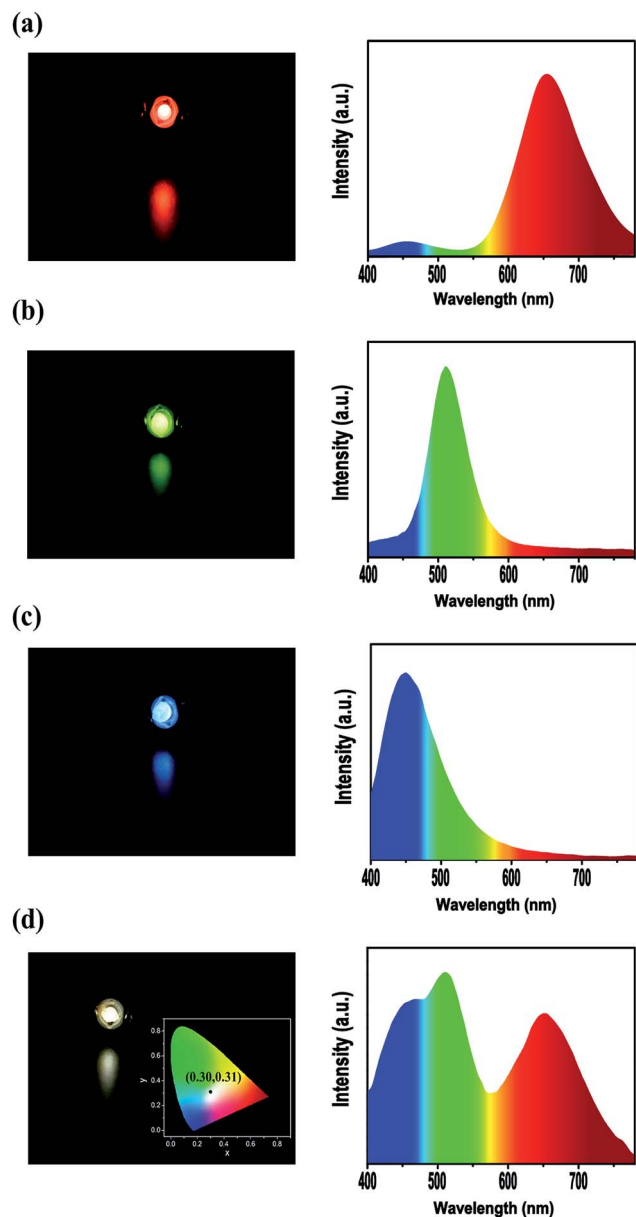 (a)
Intensity (a.u.)
400 500 600 700
Wavelength (nm)
(b)
Intensity (a.u.)
400 500 600 700
Wavelength (nm)
(c)
Intensity (a.u.)
400 500 600 700
Wavelength (nm)
(d)
0.8
0.6
0.4
0.2
0.0
y
(0.30,0.31)
0.0 0.2 0.4 0.6 0.8
x
Intensity (a.u.)
400 500 600 700
Wavelength (nm)